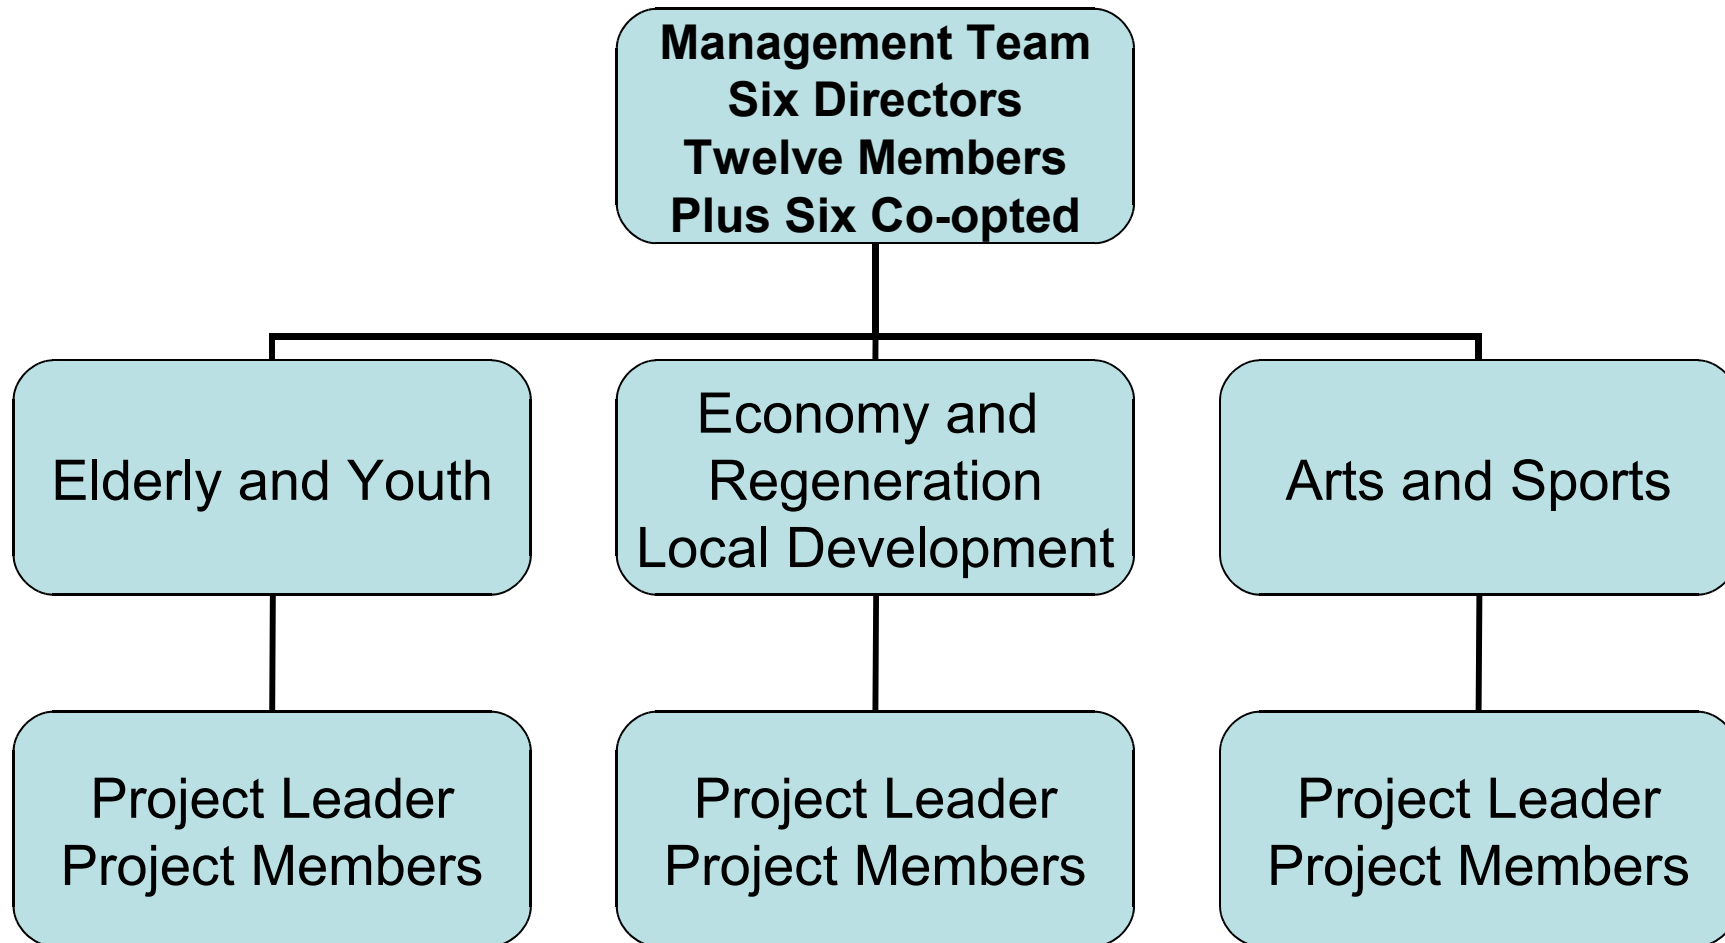 Management Team
Six Directors
Twelve Members
Plus Six Co-opted
Elderly and Youth
Economy and
Regeneration
Local Development
Arts and Sports
Project Leader
Project Members
Project Leader
Project Members
Project Leader
Project Members